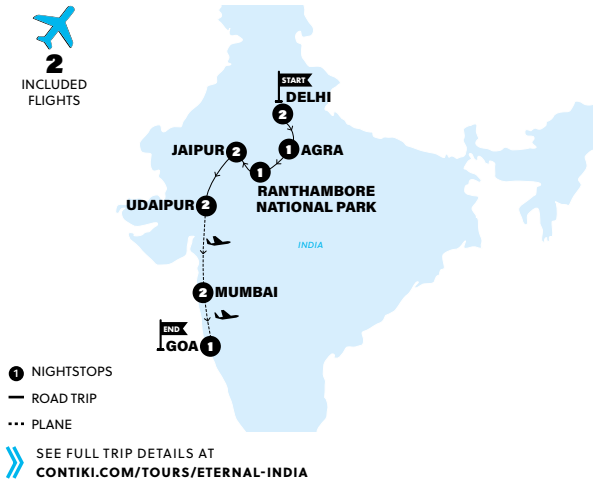 2
INCLUDED
FLIGHTS
START
DELHI
2
JAIPUR 2
1 AGRA
1
RANTHAMBORE
NATIONAL PARK
UDAIPUR 2
INDIA
2 MUMBAI
END
GOA 1
1 NIGHTSTOPS
ROAD TRIP
PLANE
SEE FULL TRIP DETAILS AT
CONTIKI.COM/TOURS/ETERNAL-INDIA